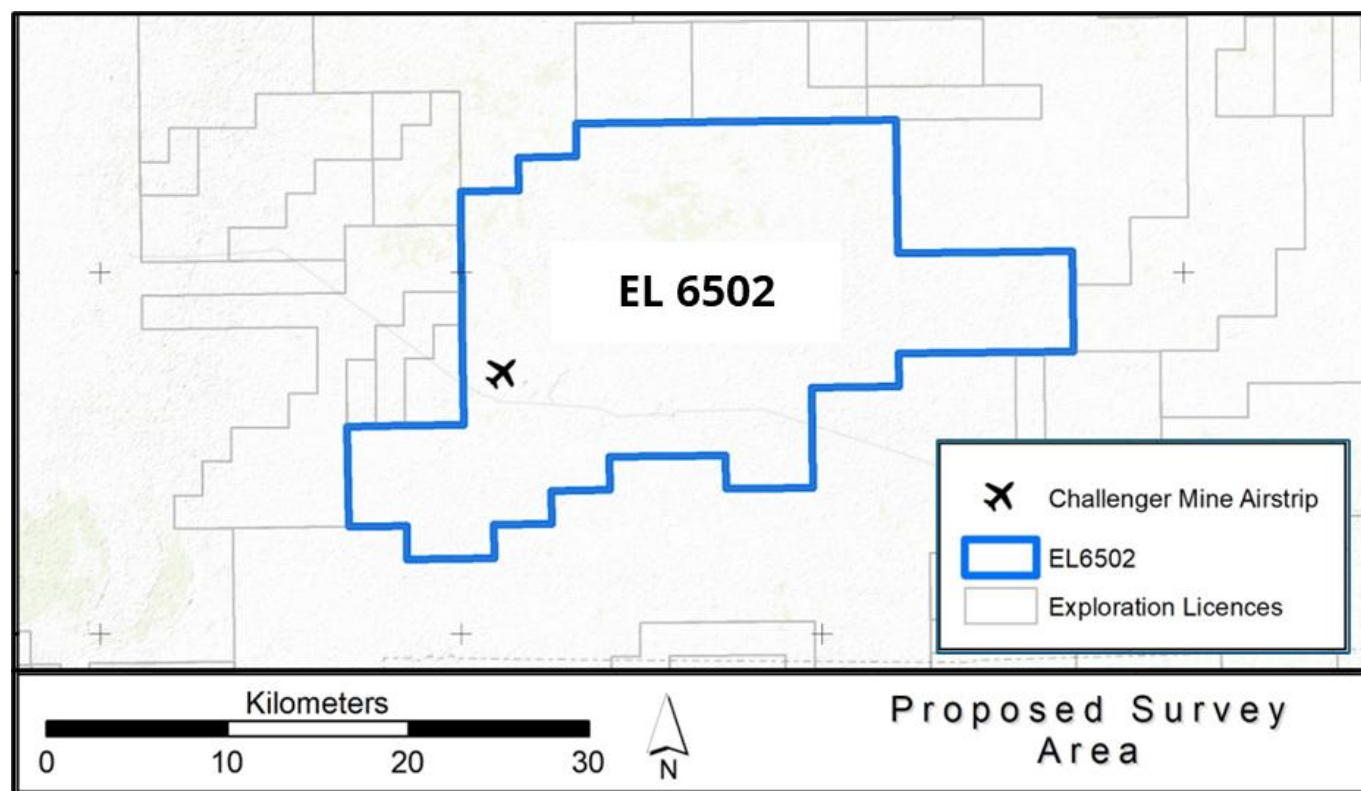 EL 6502
Challenger Mine Airstrip
EL6502
Exploration Licences
Kilometers
0 10 20 30
N
Proposed Survey
Area